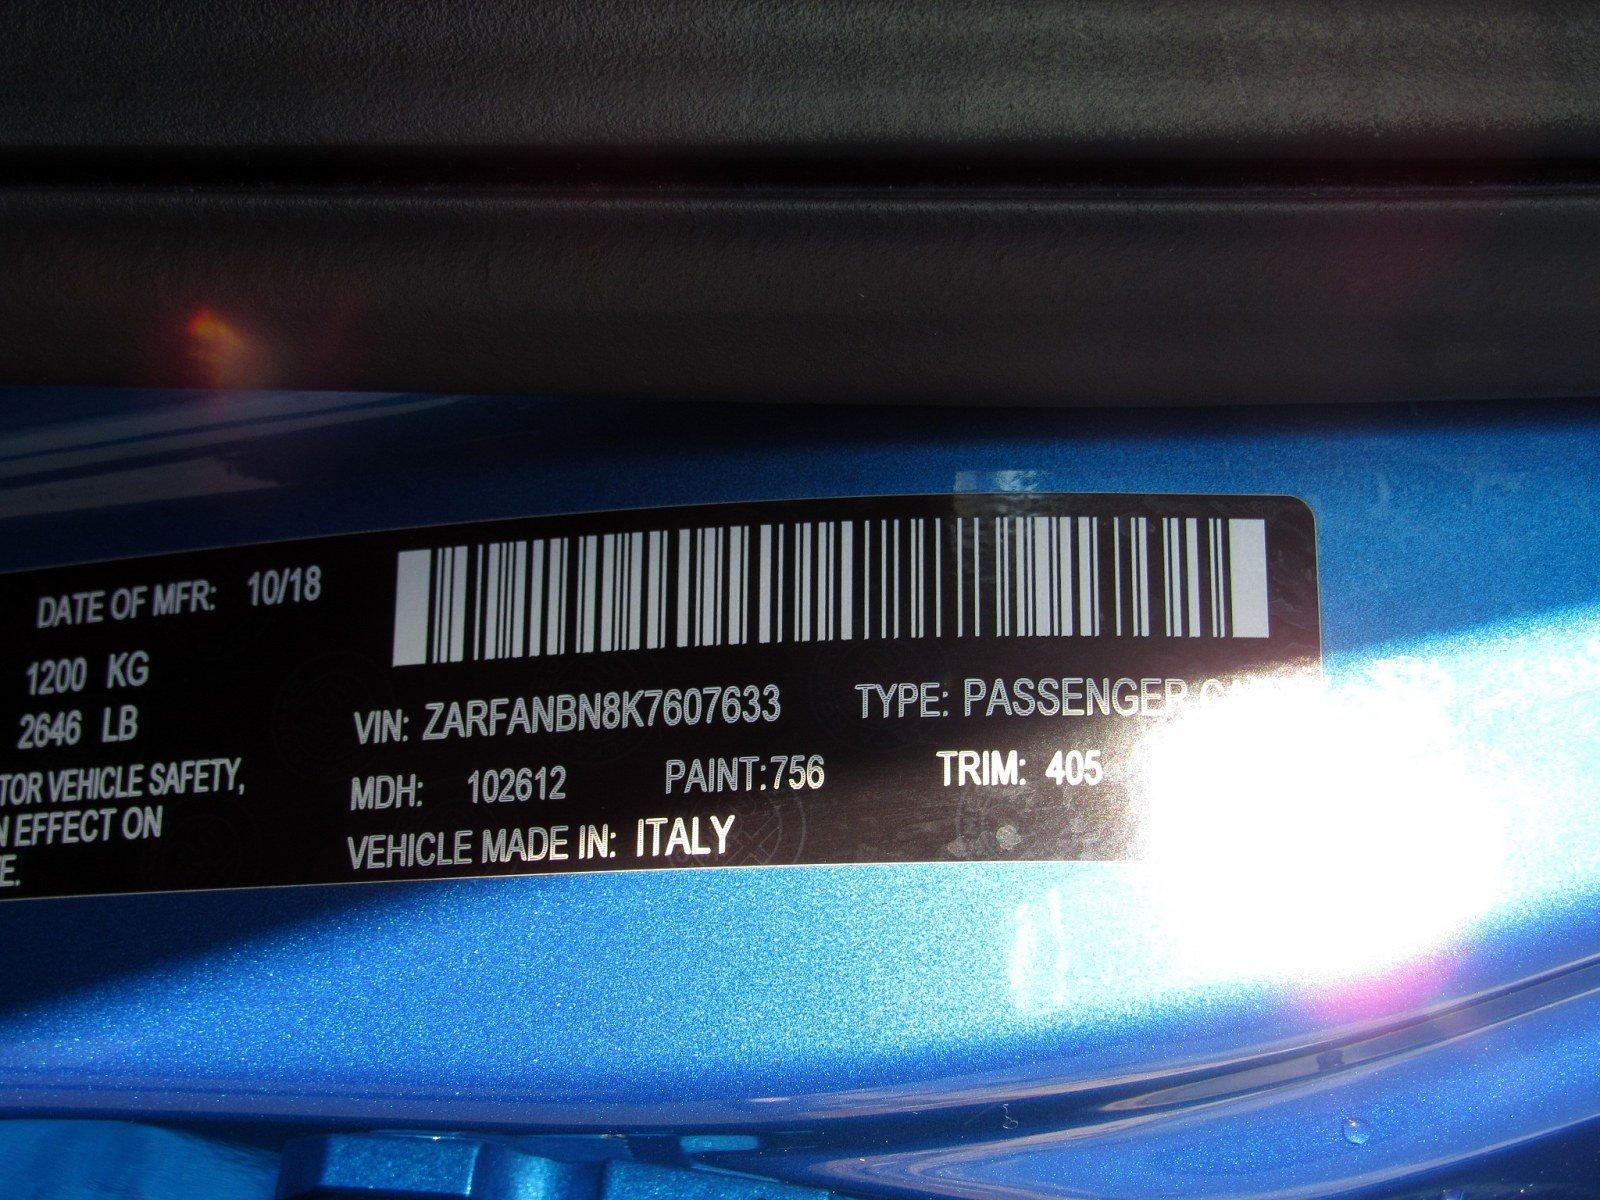 DATE OF MFR: 10/18
1200 KG
2646 LB
TOR VEHICLE SAFETY,
N EFFECT ON
E.
VIN: ZARFANBN8K7607633 TYPE: PASSENGER
MDH: 102612 PAINT:756 TRIM: 405
VEHICLE MADE IN: ITALY